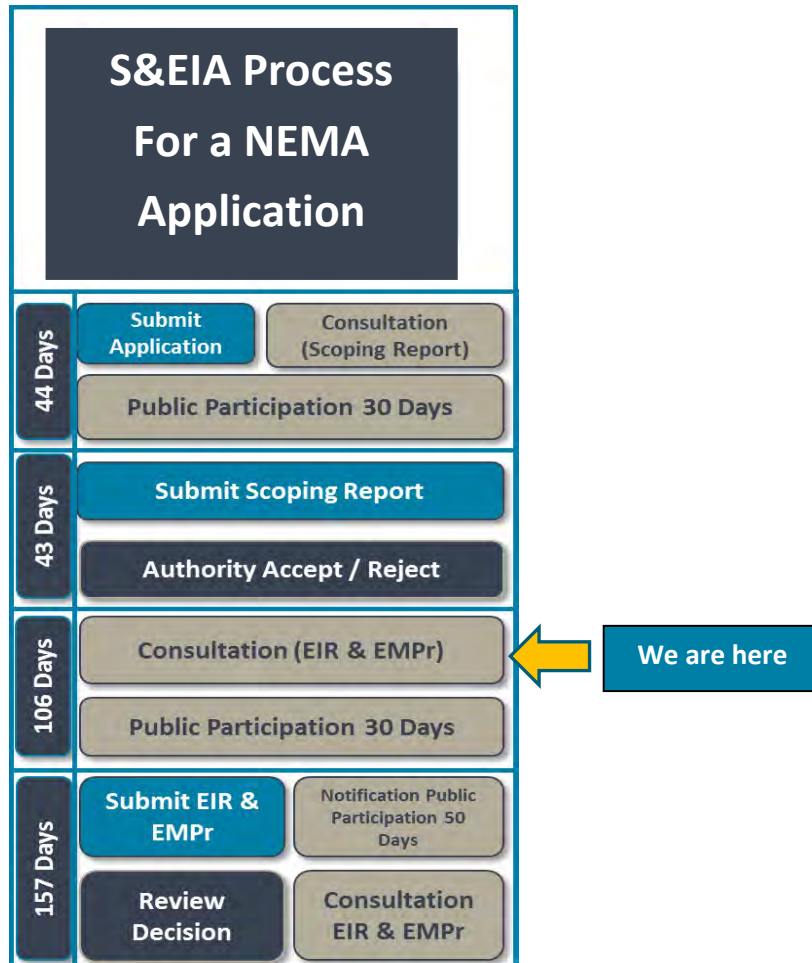 S&EIA Process
For a NEMA
Application
44 Days
Submit
Application
Consultation
(Scoping Report)
Public Participation 30 Days
43 Days
Submit Scoping Report
Authority Accept / Reject
106 Days
Consultation (EIR & EMPr)
We are here
Public Participation 30 Days
157 Days
Submit EIR &
EMPr
Notification Public
Participation 50
Days
Review
Decision
Consultation
EIR & EMPr